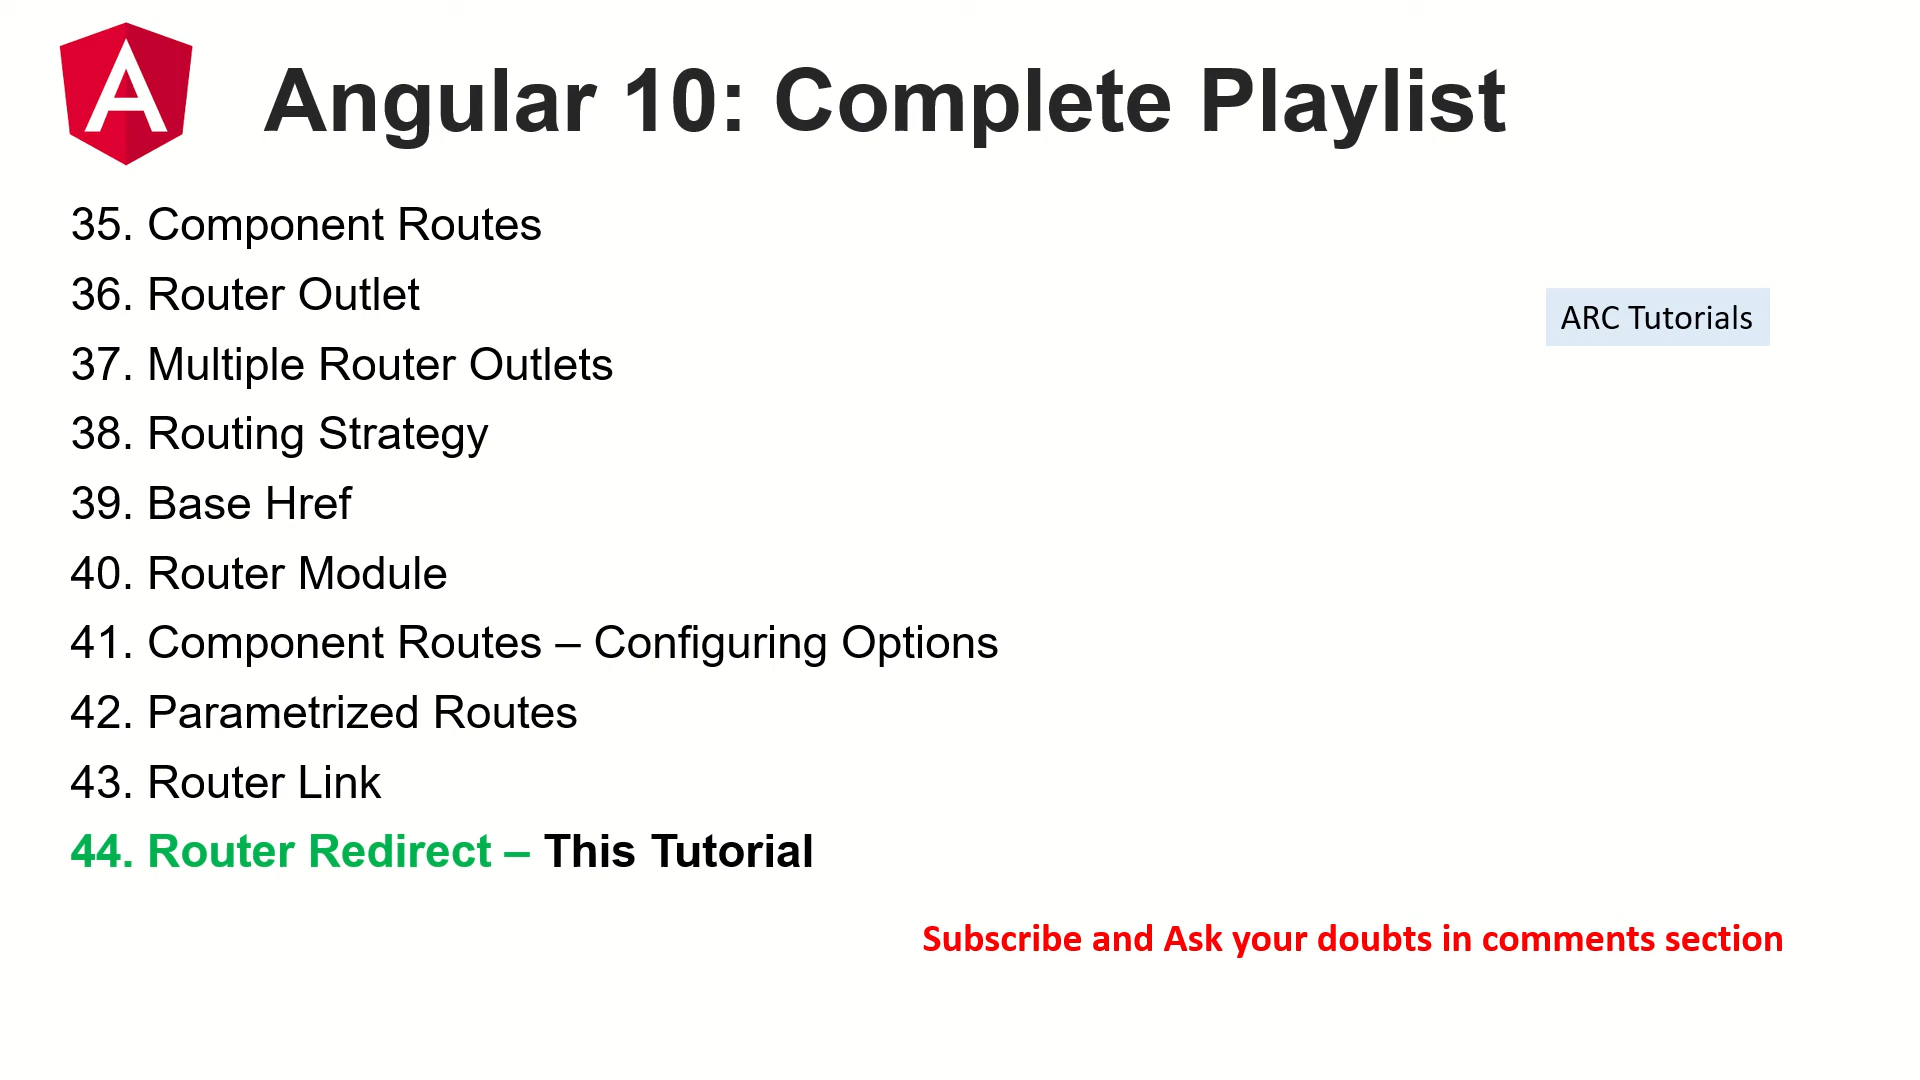 Angular 10: Complete Playlist
35. Component Routes
36. Router Outlet
ARC Tutorials
37. Multiple Router Outlets
38. Routing Strategy
39. Base Href
40. Router Module
41. Component Routes – Configuring Options
42. Parametrized Routes
43. Router Link
44. Router Redirect – This Tutorial
Subscribe and Ask your doubts in comments section